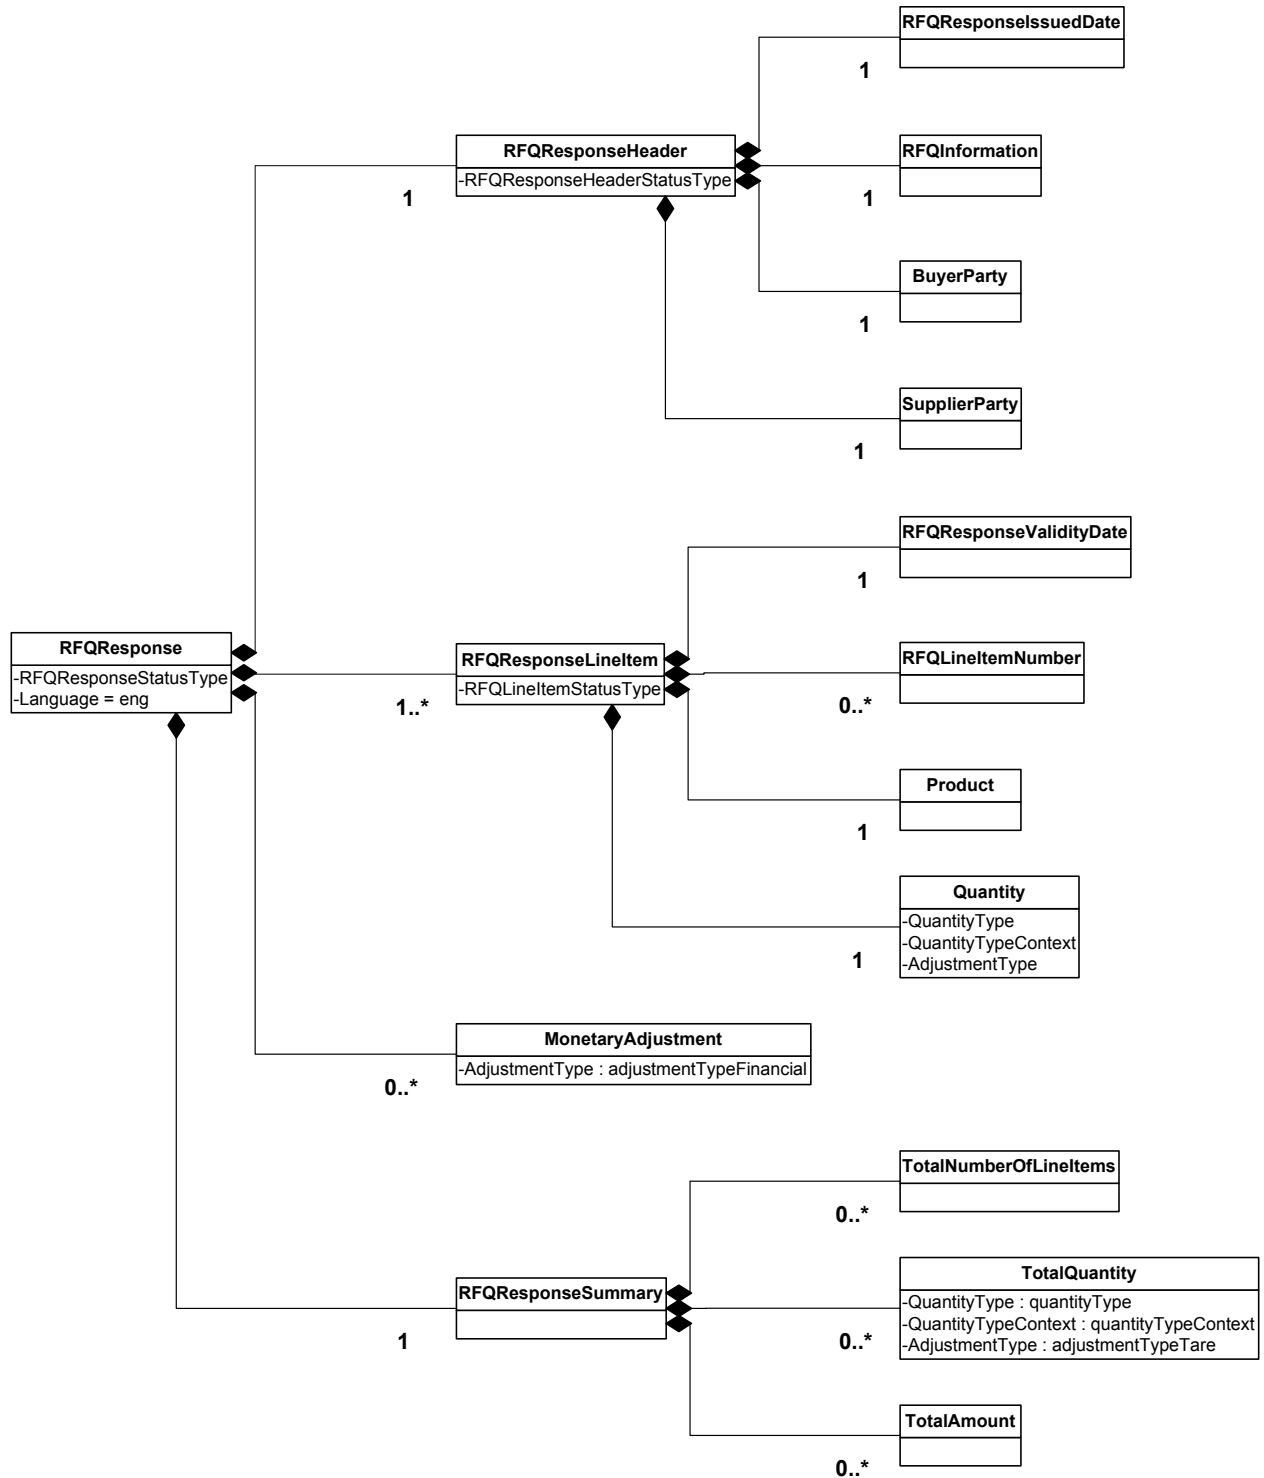 RFQResponseIssuedDate
1
RFQResponseHeader
-RFQResponseHeaderStatusType
1
RFQInformation
1
BuyerParty
1
SupplierParty
1
RFQResponseValidityDate
1
RFQResponse
-RFQResponseStatusType
-Language = eng
RFQResponseLineItem
-RFQLineItemStatusType
1..*
RFQLineItemNumber
0..*
Product
1
Quantity
-QuantityType
-QuantityTypeContext
-AdjustmentType
1
MonetaryAdjustment
-AdjustmentType : adjustmentTypeFinancial
0..*
TotalNumberOfLineItems
0..*
RFQResponseSummary
1
TotalQuantity
-QuantityType : quantityType
-QuantityTypeContext : quantityTypeContext
-AdjustmentType : adjustmentTypeTare
0..*
TotalAmount
0..*